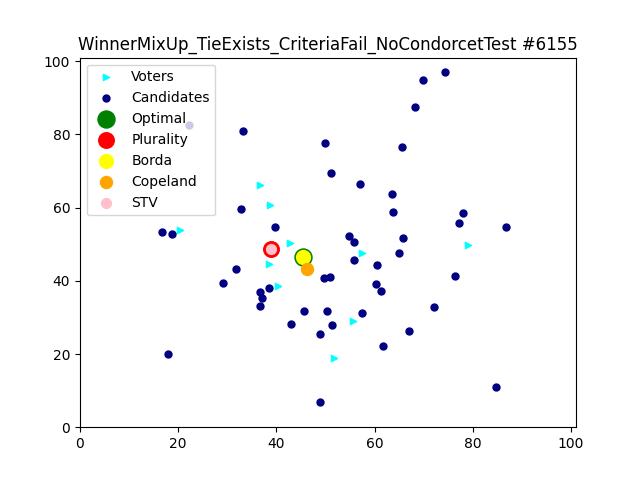 WinnerMixUp_TieExists_CriteriaFail_NoCondorcetTest #6155
Voters
Candidates
Optimal
Plurality
Borda
Copeland
STV
100
80
60
40
20
0
0 20 40 60 80 100